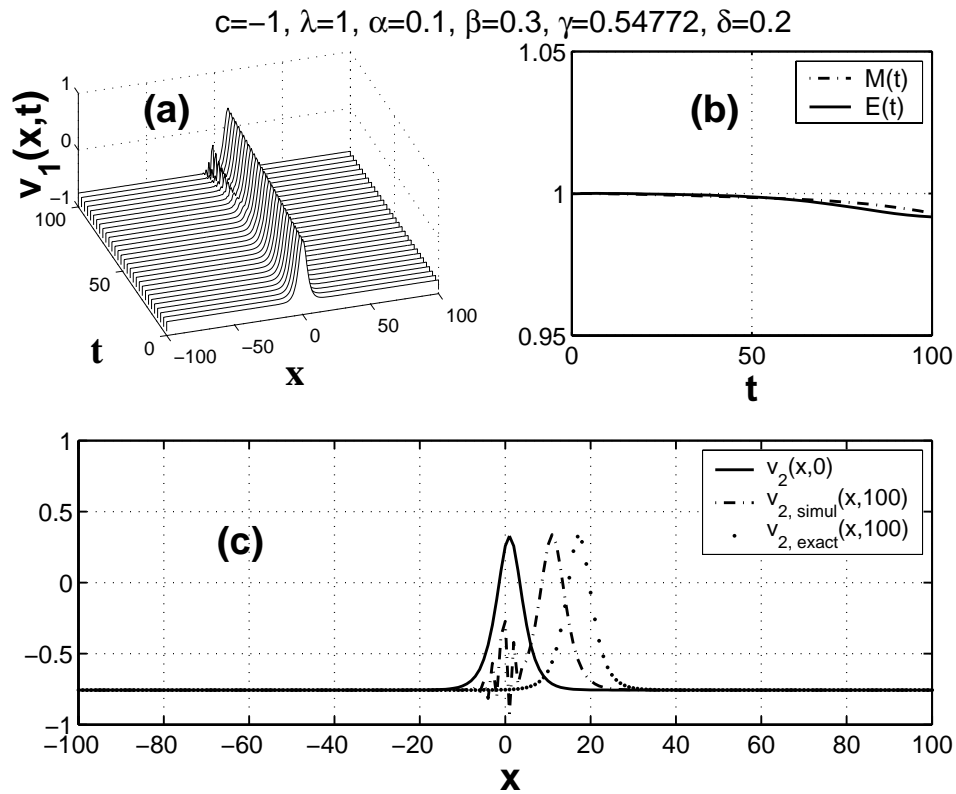 c=−1, λ=1, α=0.1, β=0.3, γ=0.54772, δ=0.2
(a)
v₁(x,t)
1
0
−1
100
50
0
t
−100
−50
0
50
100
x
(b)
M(t)
E(t)
1.05
1
0.95
0
50
100
t
(c)
v₂(x,0)
v₂, simul(x,100)
v₂, exact(x,100)
1
0.5
0
−0.5
−1
−100
−80
−60
−40
−20
0
20
40
60
80
100
x